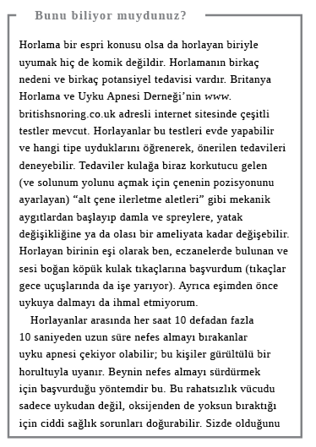 Bunu biliyor muydunuz?
Horlama bir espri konusu olsa da horlayan biriyle
uyumak hiç de komik değildir. Horlamanın birkaç
nedeni ve birkaç potansiyel tedavisi vardır. Britanya
Horlama ve Uyku Apnesi Derneği’nin www.
britishsnoring.co.uk adresli internet sitesinde çeşitli
testler mevcut. Horlayanlar bu testleri evde yapabilir
ve hangi tipe uyduklarını öğrenerek, önerilen tedavileri
deneyebilir. Tedaviler kulağa biraz korkutucu gelen
(ve solunum yolunu açmak için çenenin pozisyonunu
ayarlayan) “alt çene ilerletme aletleri” gibi mekanik
aygıtlardan başlayıp damla ve spreylere, yatak
değişikliğine ya da olası bir ameliyata kadar değişebilir.
Horlayan birinin eşi olarak ben, eczanelerde bulunan ve
sesi boğan köpük kulak tıkaçlarına başvurdum (tıkaçlar
gece uçuşlarında da işe yarıyor). Ayrıca eşimden önce
uykuya dalmayı da ihmal etmiyorum.
Horlayanlar arasında her saat 10 defadan fazla
10 saniyeden uzun süre nefes almayı bırakanlar
uyku apnesi çekiyor olabilir; bu kişiler gürültülü bir
horultuyla uyanır. Beynin nefes almayı sürdürmek
için başvurduğu yöntemdir bu. Bu rahatsızlık vücudu
sadece uykudan değil, oksijenden de yoksun bıraktığı
için ciddi sağlık sorunları doğurabilir. Sizde olduğunu